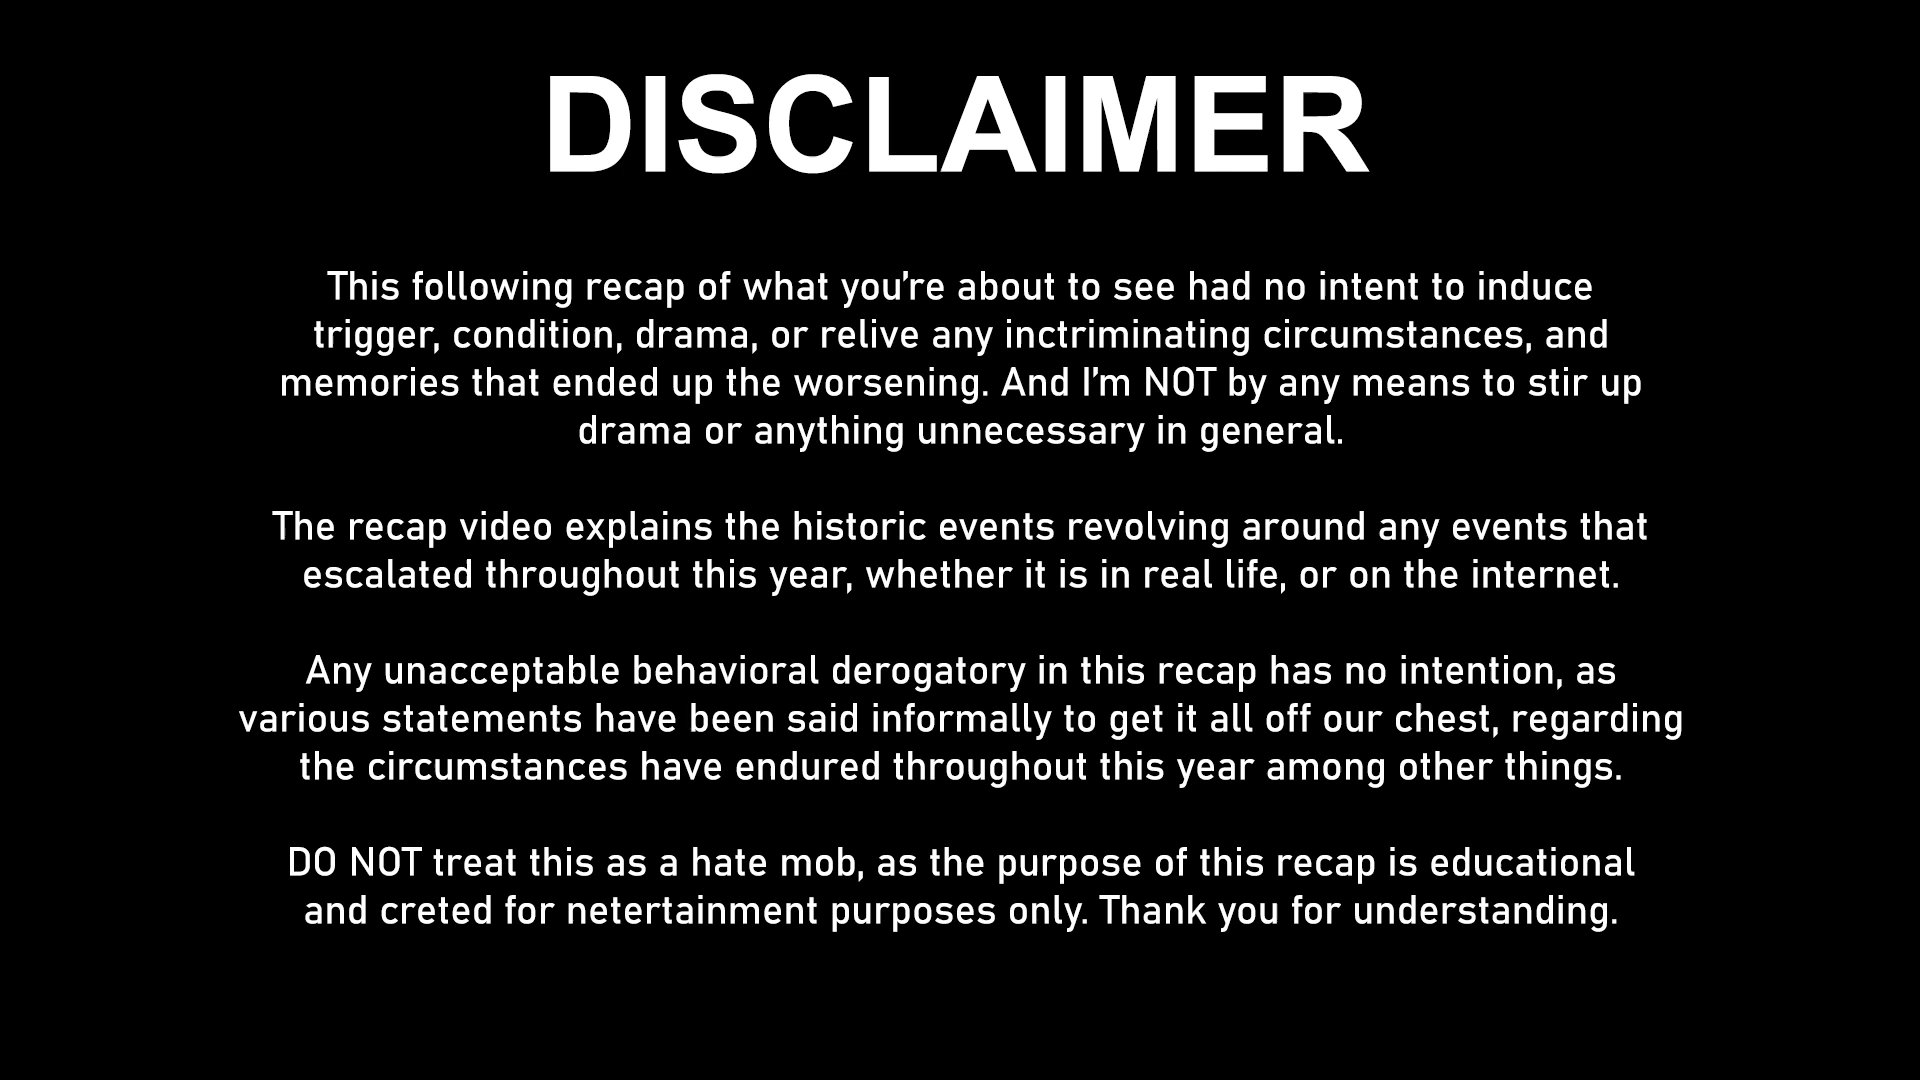 DISCLAIMER
This following recap of what you’re about to see had no intent to induce
trigger, condition, drama, or relive any inctriminating circumstances, and
memories that ended up the worsening. And I’m NOT by any means to stir up
drama or anything unnecessary in general.
The recap video explains the historic events revolving around any events that
escalated throughout this year, whether it is in real life, or on the internet.
Any unacceptable behavioral derogatory in this recap has no intention, as
various statements have been said informally to get it all off our chest, regarding
the circumstances have endured throughout this year among other things.
DO NOT treat this as a hate mob, as the purpose of this recap is educational
and creted for netertainment purposes only. Thank you for understanding.